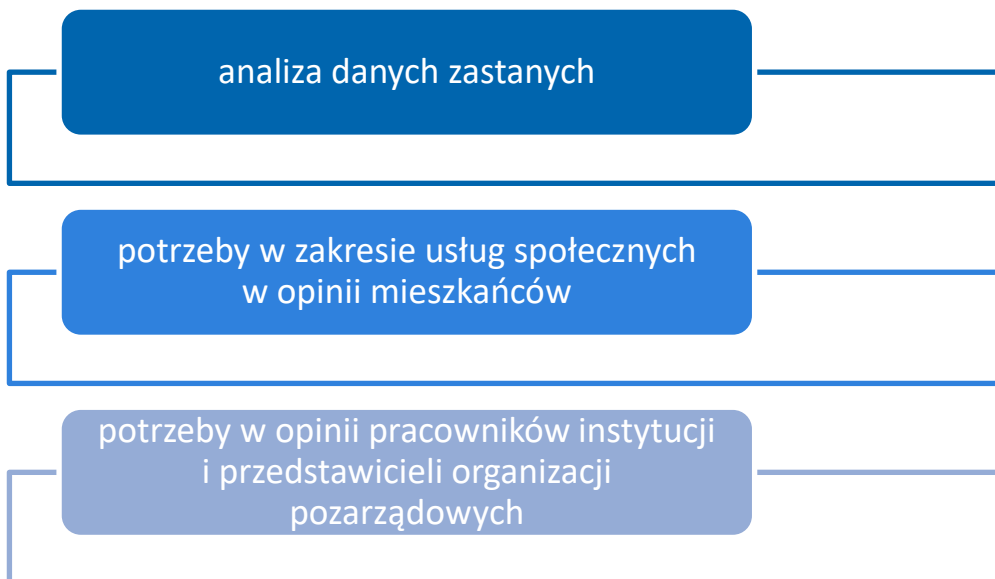 analiza danych zastanych
potrzeby w zakresie usług społecznych
w opinii mieszkańców
potrzeby w opinii pracowników instytucji
i przedstawicieli organizacji
pozarządowych